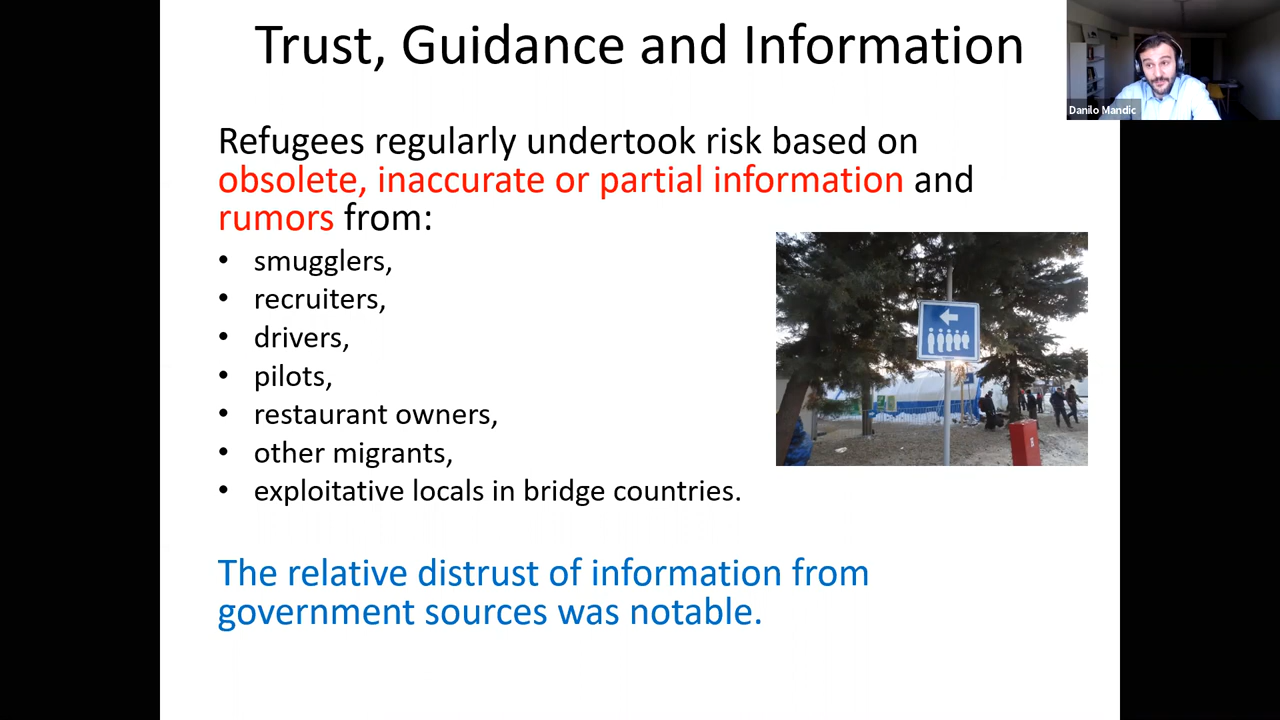 Trust, Guidance and Information
Danilo Mandic
Refugees regularly undertook risk based on
obsolete, inaccurate or partial information and
rumors from:
• smugglers,
• recruiters,
• drivers,
• pilots,
• restaurant owners,
• other migrants,
• exploitative locals in bridge countries.
The relative distrust of information from
government sources was notable.